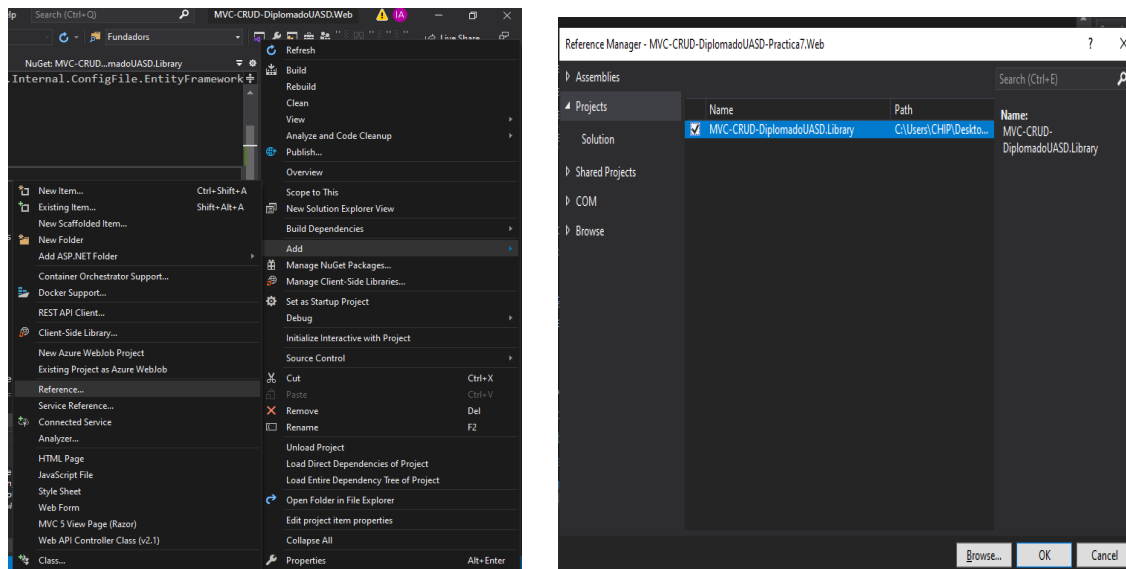 lp
Search (Ctrl+Q)
MVC-CRUD-DiplomadoUASD.Web
IA
Fundadors
Live Share
NuGet: MVC-CRUD...madoUASD.Library
.Internal.ConfigFile.EntityFramework
Refresh
Build
Rebuild
Clean
View
Analyze and Code Cleanup
Publish...
Overview
Scope to This
New Solution Explorer View
Build Dependencies
Add
Manage NuGet Packages...
Manage Client-Side Libraries...
Set as Startup Project
Debug
Initialize Interactive with Project
Source Control
Cut Ctrl+X
Paste Ctrl+V
Remove Del
Rename F2
Unload Project
Load Direct Dependencies of Project
Load Entire Dependency Tree of Project
Open Folder in File Explorer
Edit project item properties
Collapse All
Properties Alt+Enter
New Item... Ctrl+Shift+A
Existing Item... Shift+Alt+A
New Scaffolded Item...
New Folder
Add ASP.NET Folder
Container Orchestrator Support...
Docker Support...
REST API Client...
Client-Side Library...
New Azure WebJob Project
Existing Project as Azure WebJob
Reference...
Service Reference...
Connected Service
Analyzer...
HTML Page
JavaScript File
Style Sheet
Web Form
MVC 5 View Page (Razor)
Web API Controller Class (v2.1)
Class...
Reference Manager - MVC-CRUD-DiplomadoUASD-Practica7.Web ? X
Assemblies
Projects
Solution
Shared Projects
COM
Browse
Name Path
MVC-CRUD-DiplomadoUASD.Library C:\Users\CHIP\Deskto...
Search (Ctrl+E)
Name:
MVC-CRUD-
DiplomadoUASD.Library
Browse... OK Cancel